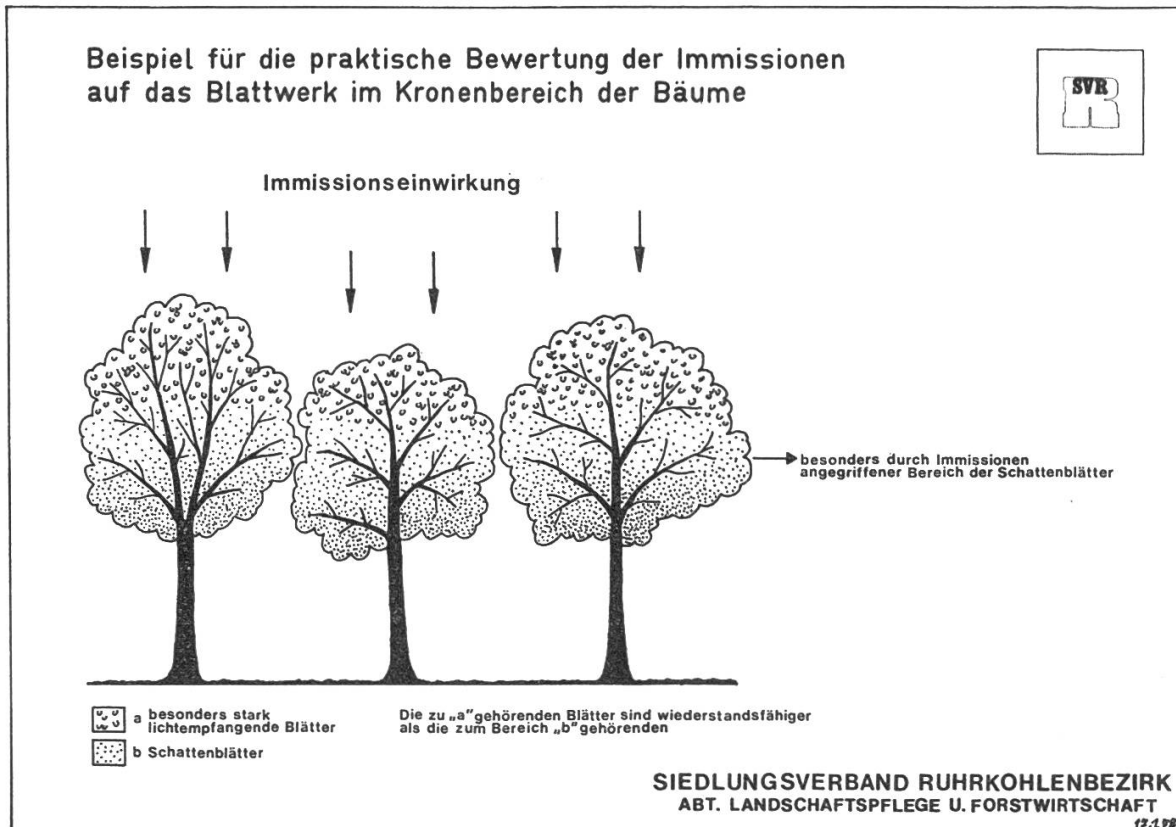 Beispiel für die praktische Bewertung der Immissionen
auf das Blattwerk im Kronenbereich der Bäume
SVR
Immissionseinwirkung
besonders durch Immissionen
angegriffener Bereich der Schattenblätter
a besonders stark
lichtempfangende Blätter
b Schattenblätter
Die zu „a" gehörenden Blätter sind wiederstandsfähiger
als die zum Bereich „b" gehörenden
SIEDLUNGSVERBAND RUHRKOHLENBEZIRK
ABT. LANDSCHAFTSPFLEGE U. FORSTWIRTSCHAFT